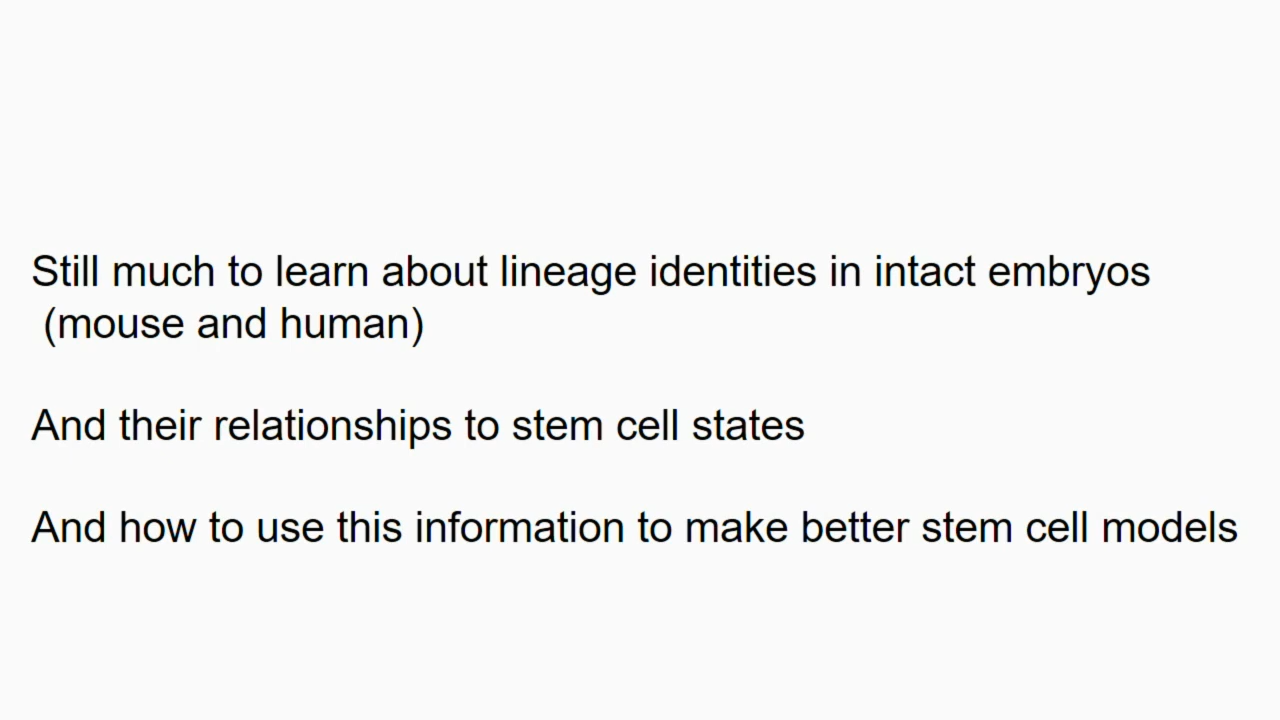 Still much to learn about lineage identities in intact embryos
(mouse and human)
And their relationships to stem cell states
And how to use this information to make better stem cell models